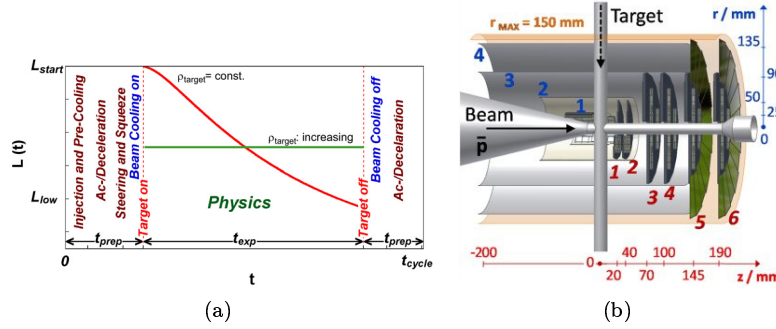 L_start
L_low
L (t)
Injection and Pre-Cooling
Ac-/Deceleration
Steering and Squeeze
Beam Cooling on
Target on
ρ_target= const.
ρ_target: increasing
Physics
Target off
Beam Cooling off
Ac-/Decelaration
t_prep
t_exp
t_prep
0
t_cycle
t
(a)
r_MAX = 150 mm
Target
r / mm
4
3
2
1
135
90
50
25
0
Beam
p̅
1
2
3
4
5
6
-200
0
20
40
70
100
145
190
z / mm
(b)